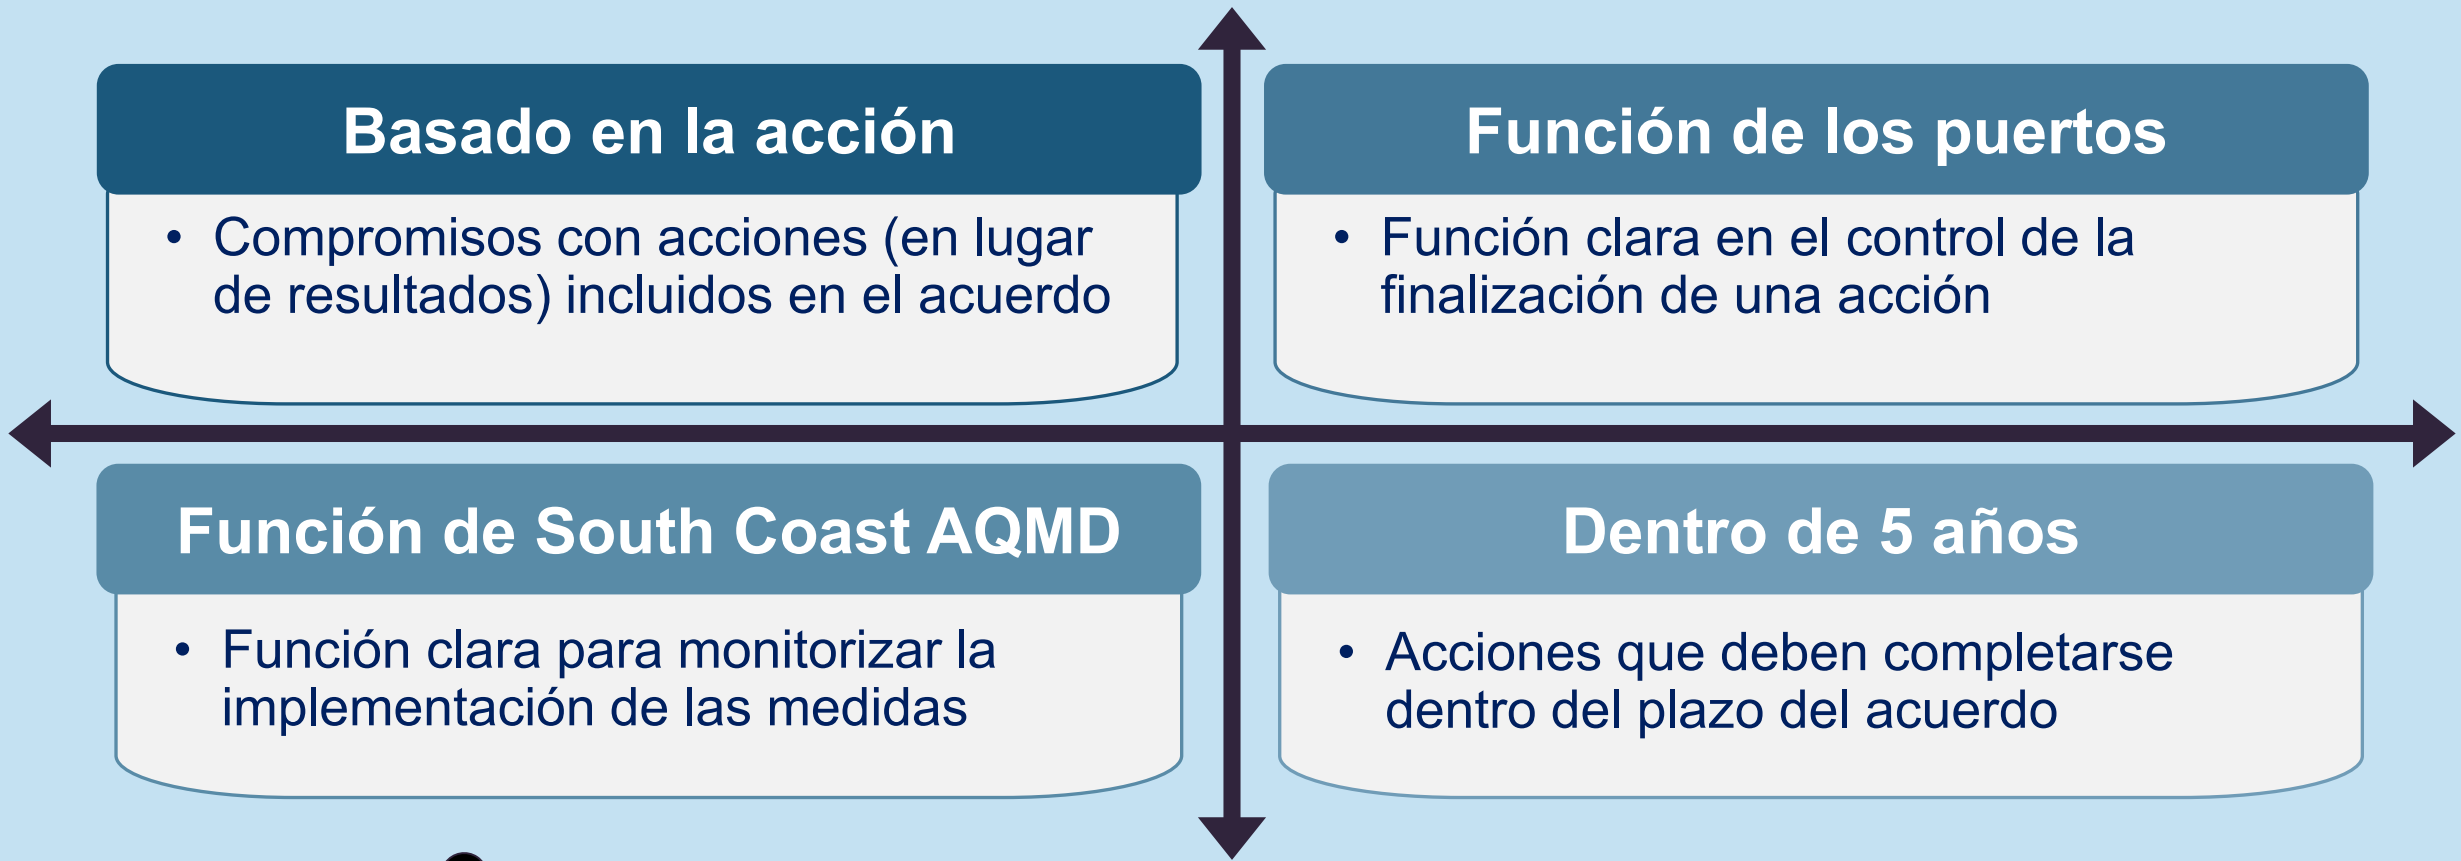 Basado en la acción
• Compromisos con acciones (en lugar
de resultados) incluidos en el acuerdo
Función de los puertos
• Función clara en el control de la
finalización de una acción
Función de South Coast AQMD
• Función clara para monitorizar la
implementación de las medidas
Dentro de 5 años
• Acciones que deben completarse
dentro del plazo del acuerdo